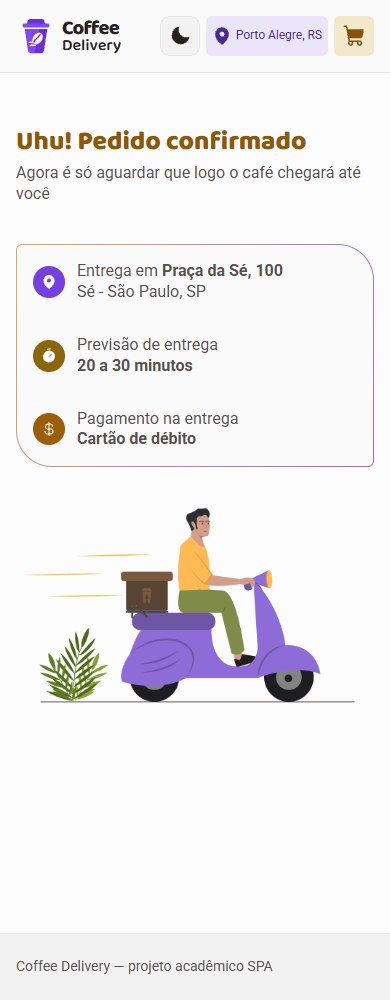 Coffee
Delivery
Porto Alegre, RS
Uhu! Pedido confirmado
Agora é só aguardar que logo o café chegará até
você
Entrega em Praça da Sé, 100
Sé - São Paulo, SP
Previsão de entrega
20 a 30 minutos
Pagamento na entrega
Cartão de débito
Coffee Delivery — projeto acadêmico SPA